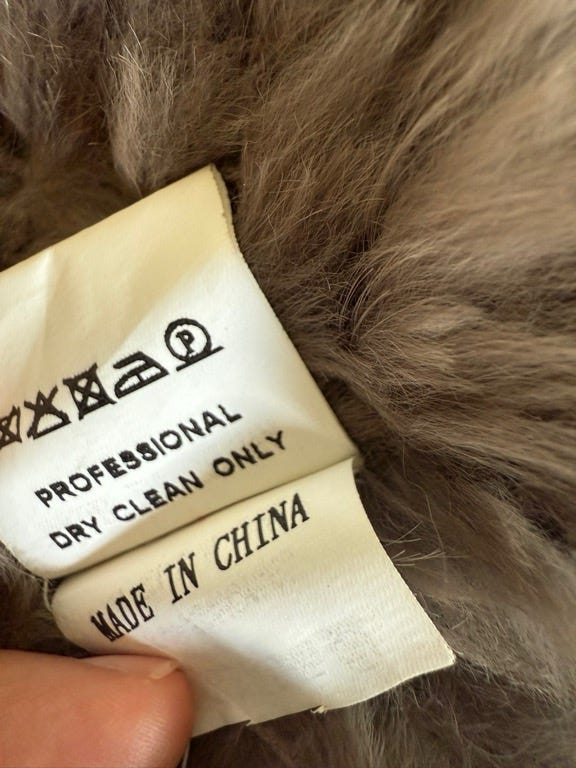 P
PROFESSIONAL
DRY CLEAN ONLY
MADE IN CHINA